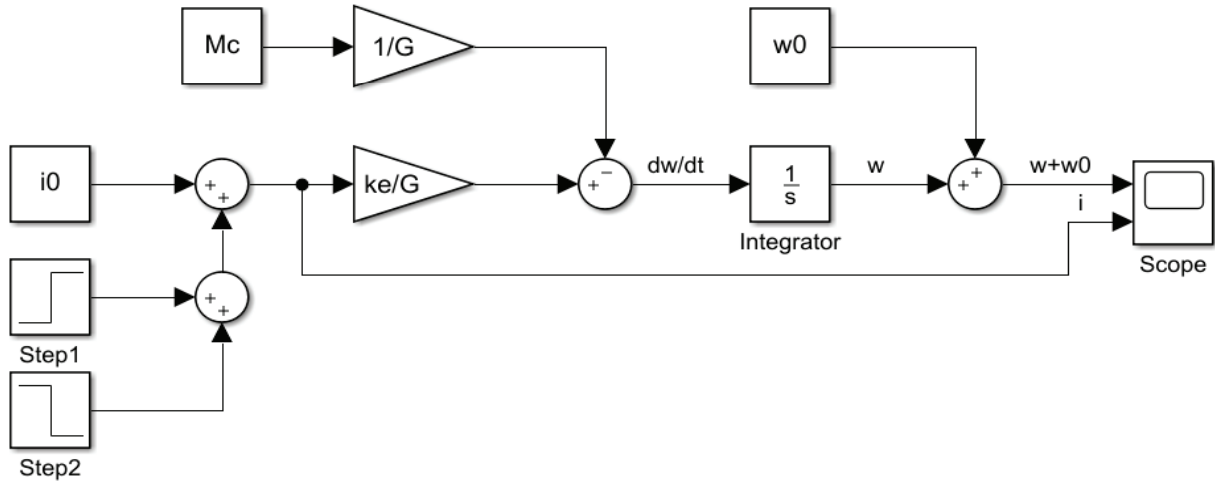 Mc
1/G
w0
i0
+
+
ke/G
+
−
dw/dt
1
s
w
+
+
w+w0
i
Integrator
Scope
+
+
Step1
Step2